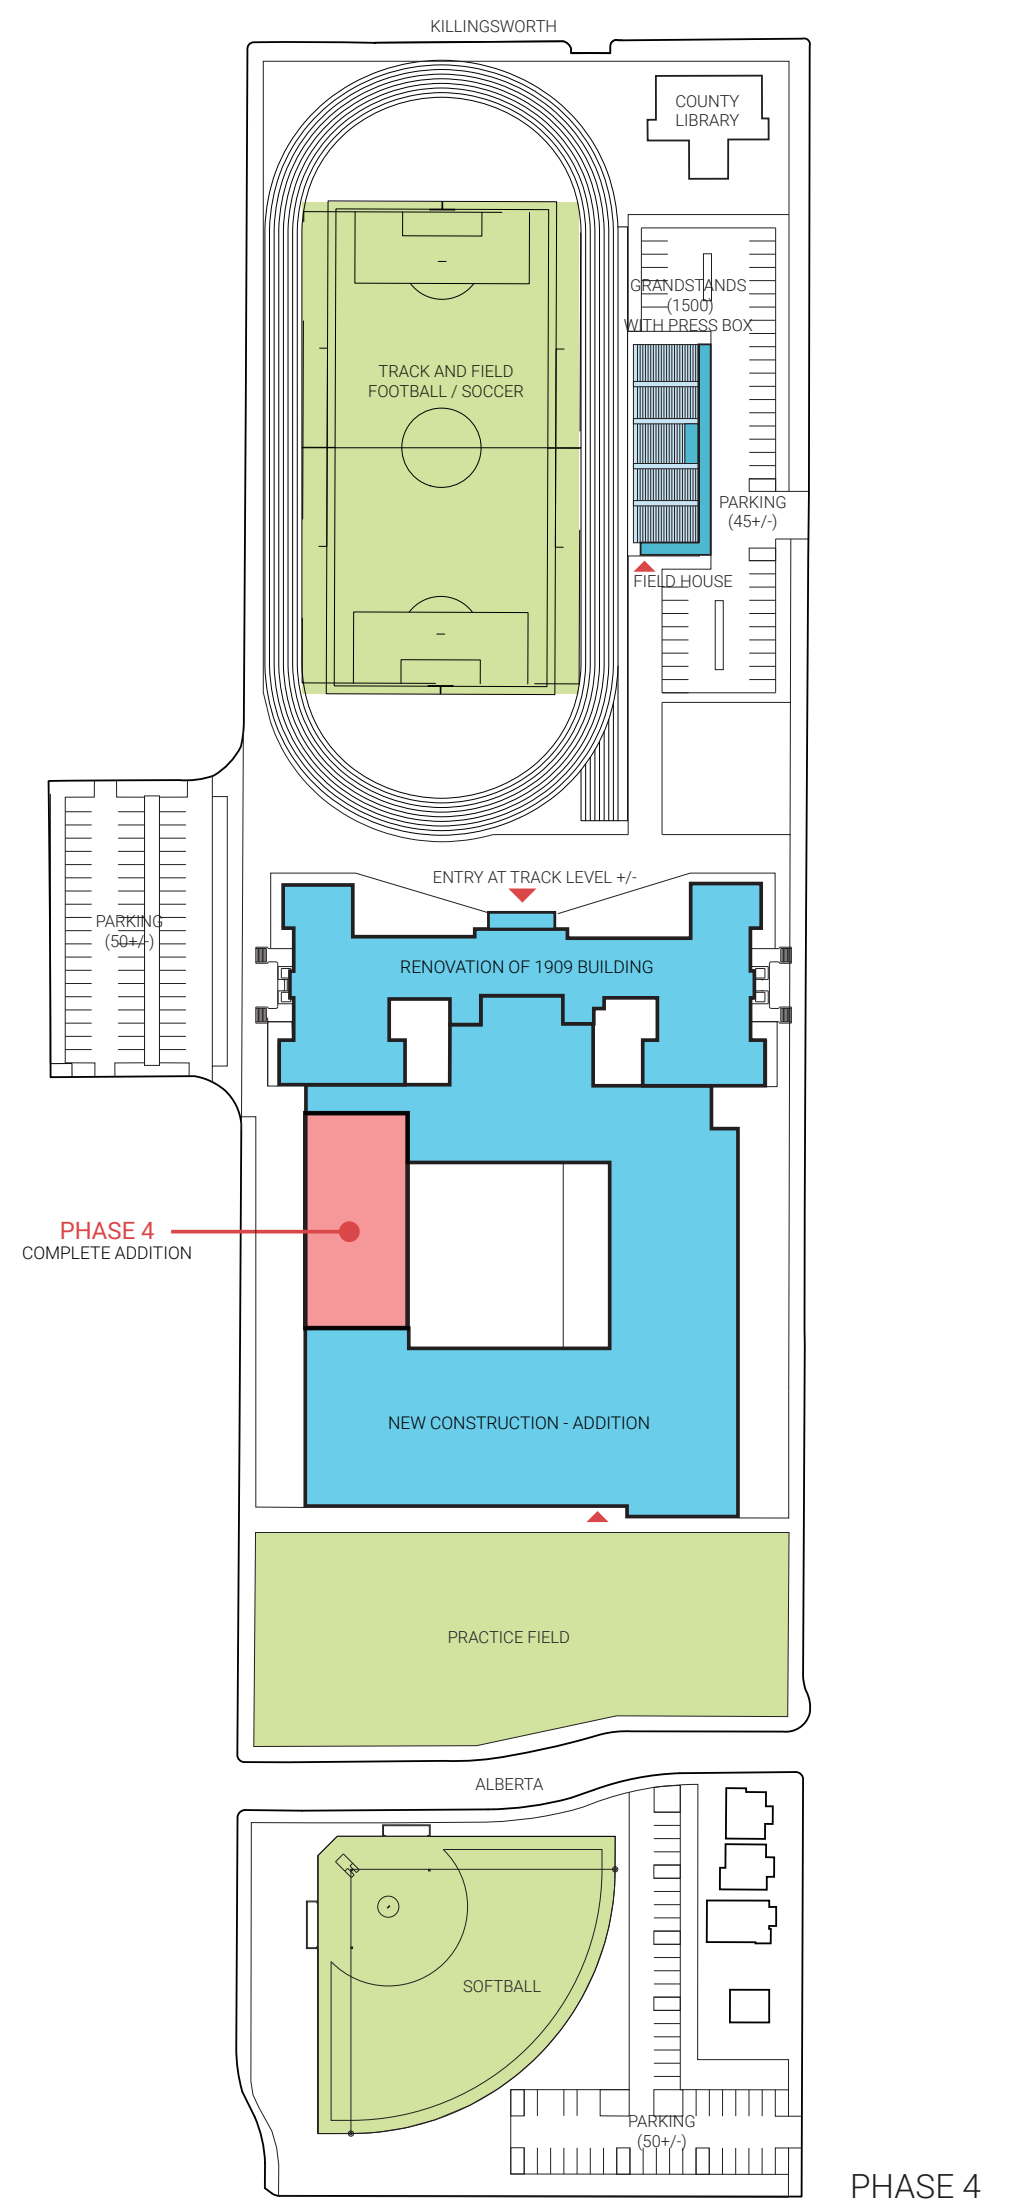 KILLINGSWORTH
COUNTY
LIBRARY
GRANDSTANDS
(1500)
WITH PRESS BOX
TRACK AND FIELD
FOOTBALL / SOCCER
PARKING
(45+/-)
FIELD HOUSE
ENTRY AT TRACK LEVEL +/-
PARKING
(50+/-)
RENOVATION OF 1909 BUILDING
PHASE 4
COMPLETE ADDITION
NEW CONSTRUCTION - ADDITION
PRACTICE FIELD
ALBERTA
SOFTBALL
PARKING
(50+/-)
PHASE 4